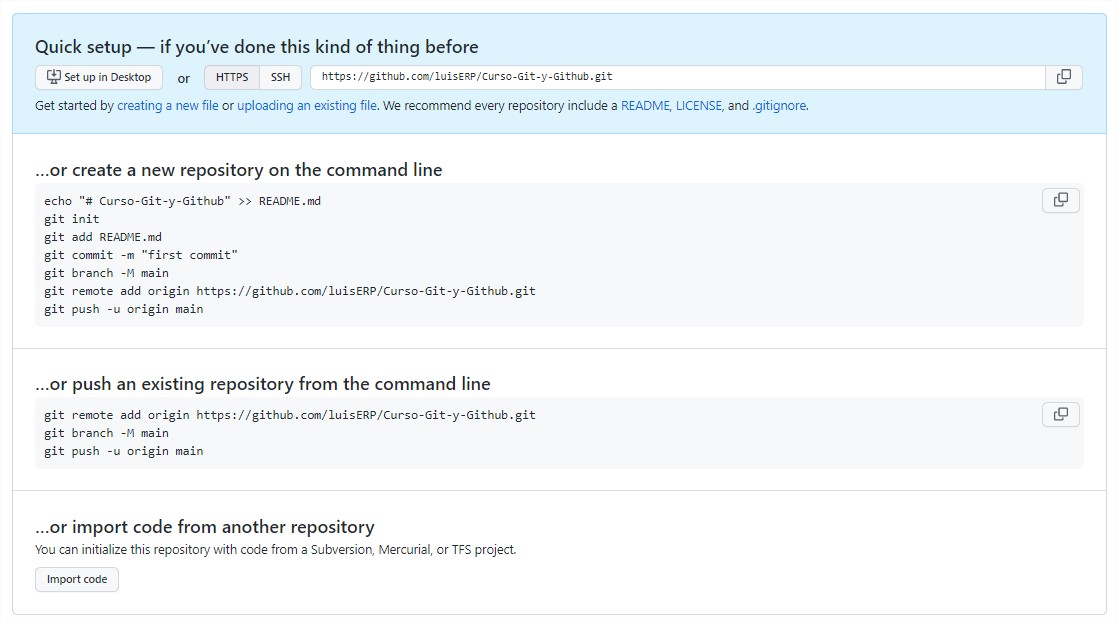 Quick setup — if you’ve done this kind of thing before
Set up in Desktop or HTTPS SSH https://github.com/luisERP/Curso-Git-y-Github.git
Get started by creating a new file or uploading an existing file. We recommend every repository include a README, LICENSE, and .gitignore.
…or create a new repository on the command line
echo "# Curso-Git-y-Github" >> README.md
git init
git add README.md
git commit -m "first commit"
git branch -M main
git remote add origin https://github.com/luisERP/Curso-Git-y-Github.git
git push -u origin main
…or push an existing repository from the command line
git remote add origin https://github.com/luisERP/Curso-Git-y-Github.git
git branch -M main
git push -u origin main
…or import code from another repository
You can initialize this repository with code from a Subversion, Mercurial, or TFS project.
Import code